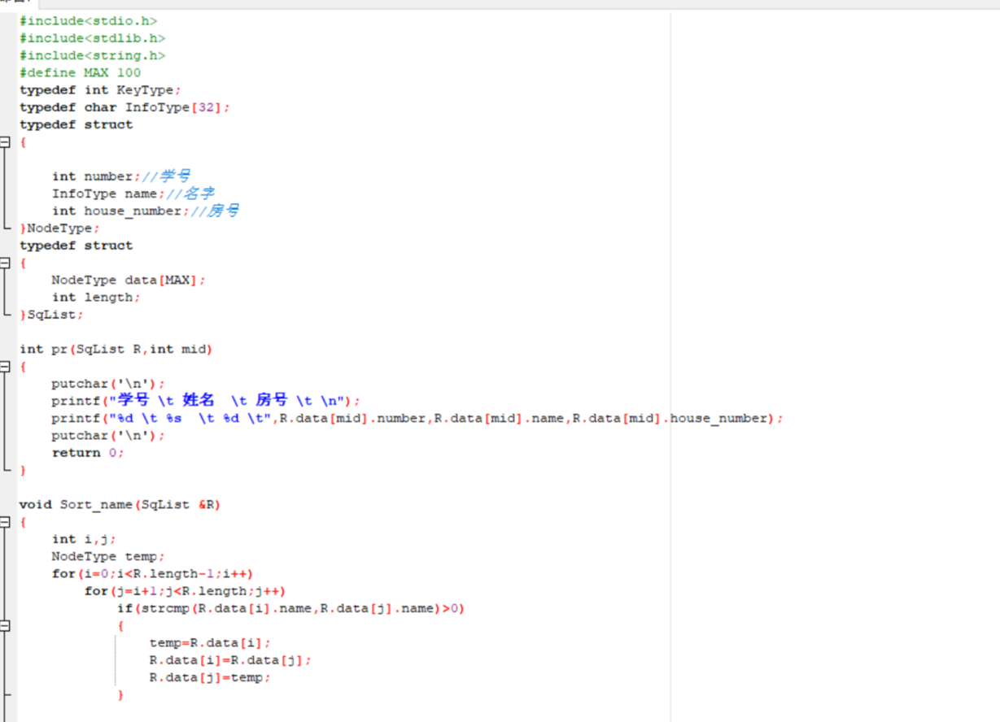 #include<stdio.h>
#include<stdlib.h>
#include<string.h>
#define MAX 100
typedef int KeyType;
typedef char InfoType[32];
typedef struct
{
    int number;//学号
    InfoType name;//名字
    int house_number;//房号
}NodeType;
typedef struct
{
    NodeType data[MAX];
    int length;
}SqList;
int pr(SqList R,int mid)
{
    putchar('\n');
    printf("学号 \t 姓名  \t 房号 \t \n");
    printf("%d \t %s  \t %d \t",R.data[mid].number,R.data[mid].name,R.data[mid].house_number);
    putchar('\n');
    return 0;
}
void Sort_name(SqList &R)
{
    int i,j;
    NodeType temp;
    for(i=0;i<R.length-1;i++)
        for(j=i+1;j<R.length;j++)
            if(strcmp(R.data[i].name,R.data[j].name)>0)
            {
                temp=R.data[i];
                R.data[i]=R.data[j];
                R.data[j]=temp;
            }